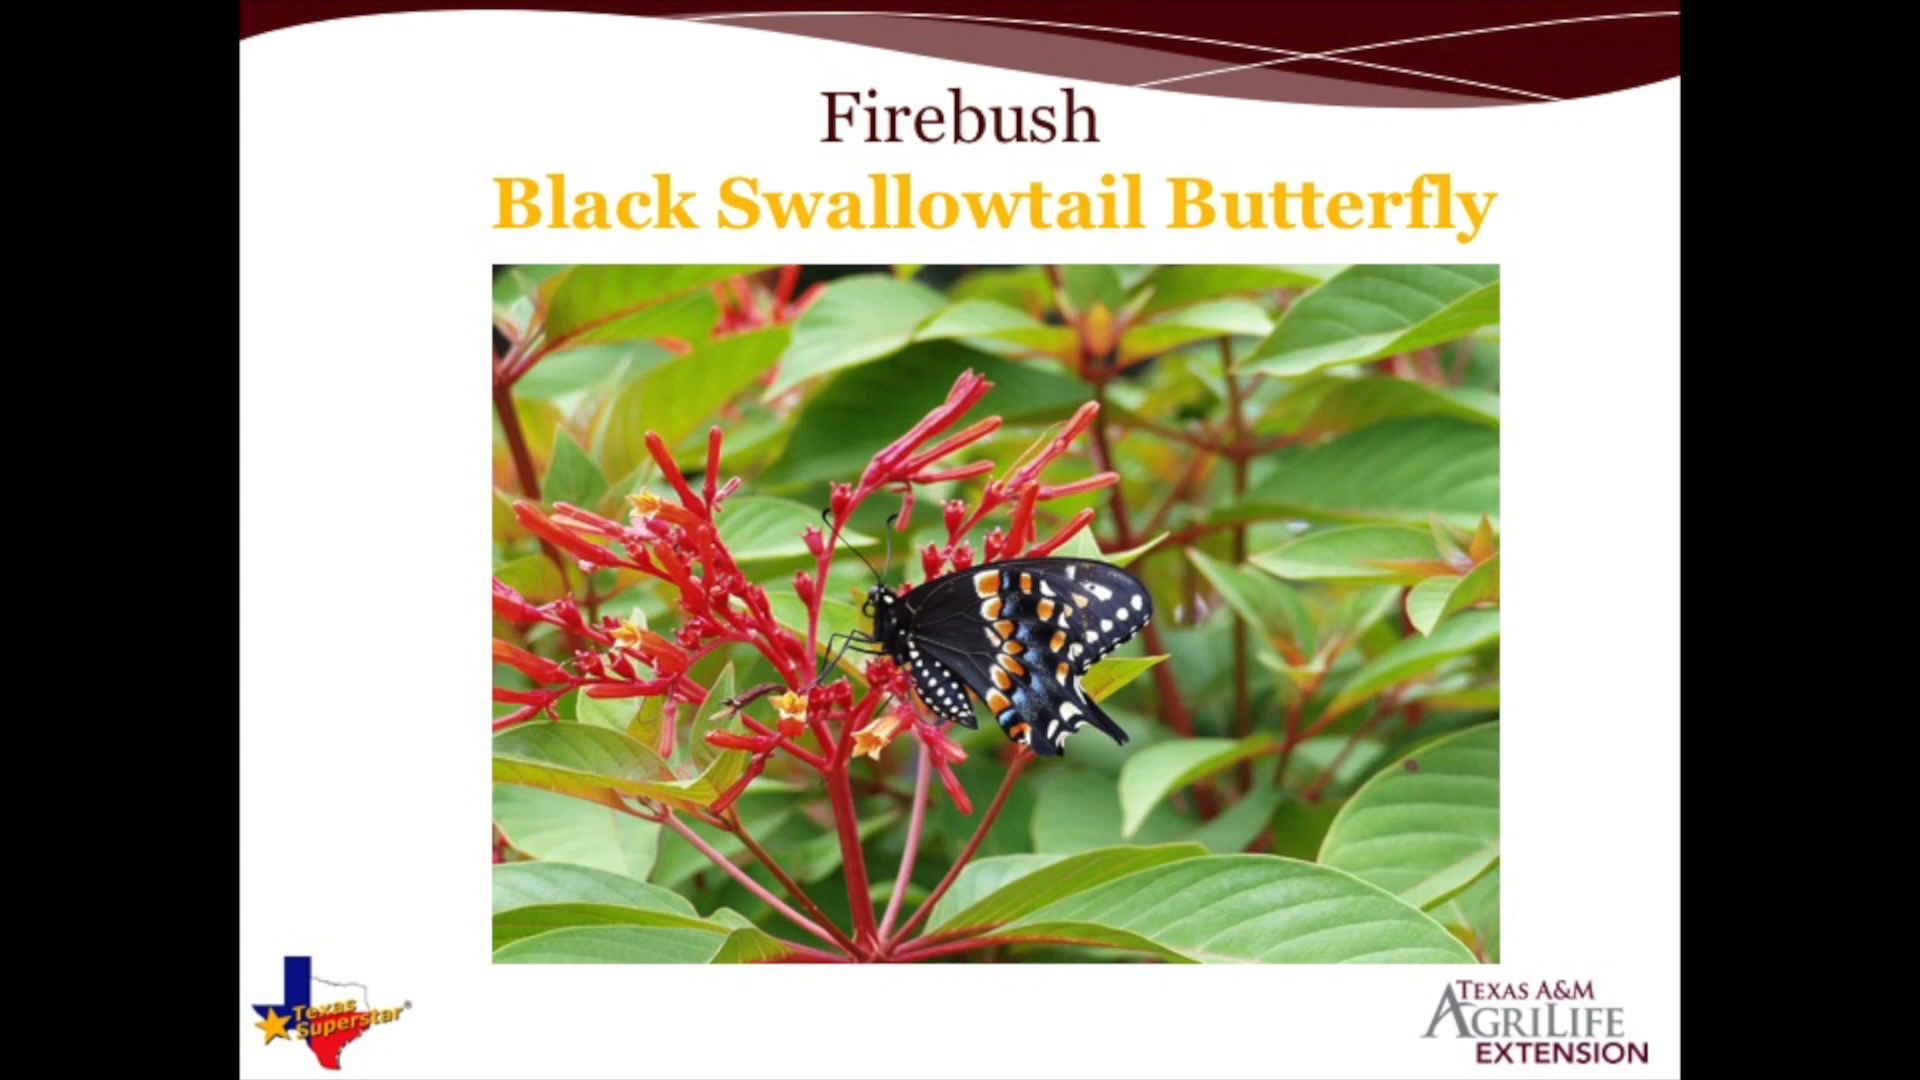 Firebush
Black Swallowtail Butterfly
Texas
Superstar®
TEXAS A&M
AGRILIFE
EXTENSION